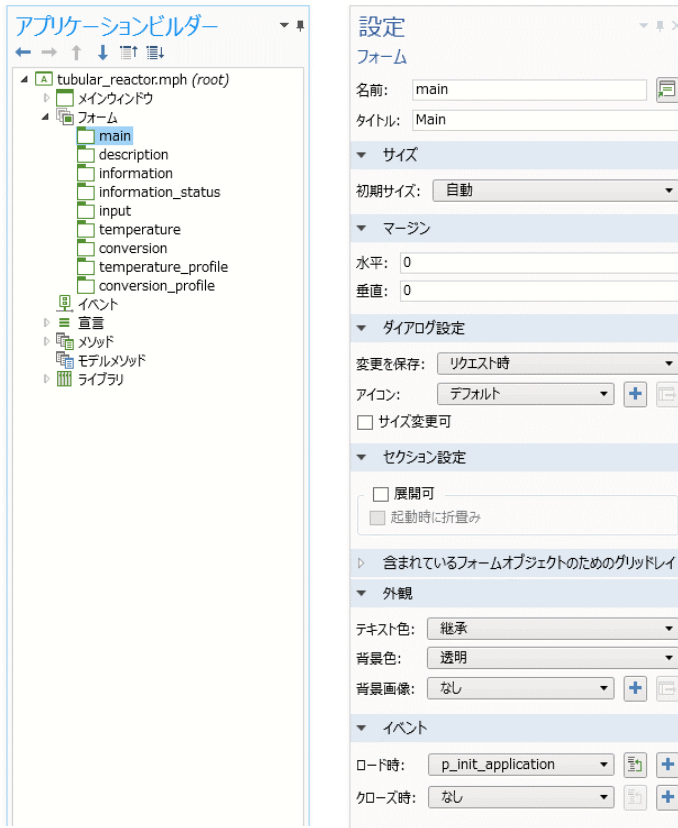 アプリケーションビルダー
tubular_reactor.mph (root)
メインウィンドウ
フォーム
main
description
information
information_status
input
temperature
conversion
temperature_profile
conversion_profile
イベント
宣言
メソッド
モデルメソッド
ライブラリ
設定
フォーム
名前: main
タイトル: Main
サイズ
初期サイズ: 自動
マージン
水平: 0
垂直: 0
ダイアログ設定
変更を保存: リクエスト時
アイコン: デフォルト
サイズ変更可
セクション設定
展開可
起動時に折畳み
含まれているフォームオブジェクトのためのグリッドレイ
外観
テキスト色: 継承
背景色: 透明
背景画像: なし
イベント
ロード時: p_init_application
クローズ時: なし